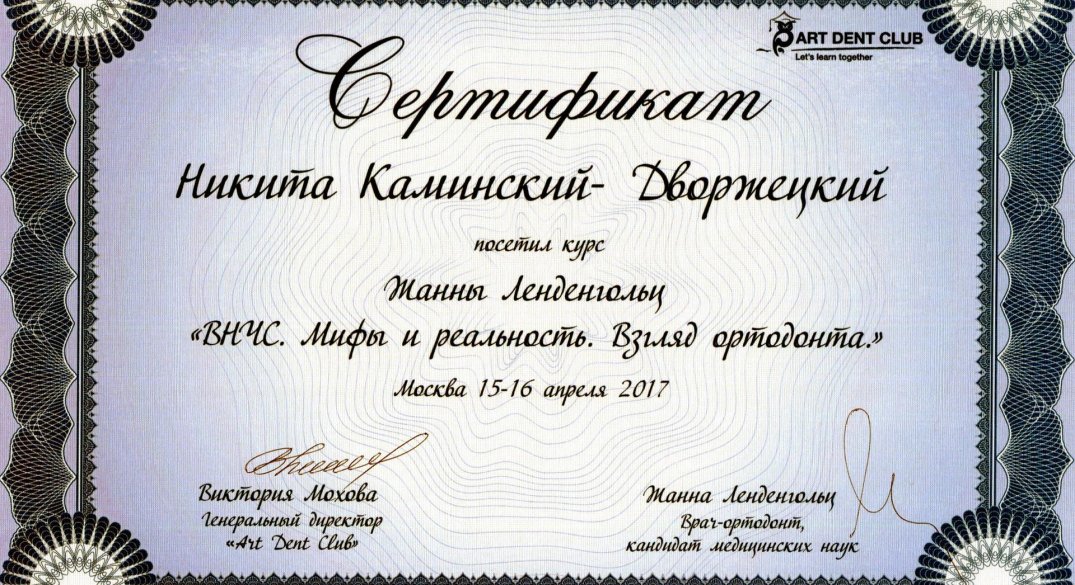 ART DENT CLUB
Let's learn together
Сертификат
Никита Каминский- Дворжецкий
посетил курс
Жанны Ленденгольц
«ВНЧС. Мифы и реальность. Взгляд ортодонта.»
Москва 15-16 апреля 2017
Виктория Мохова
Генеральный директор
«Art Dent Club»
Жанна Ленденгольц
Врач-ортодонт,
кандидат медицинских наук